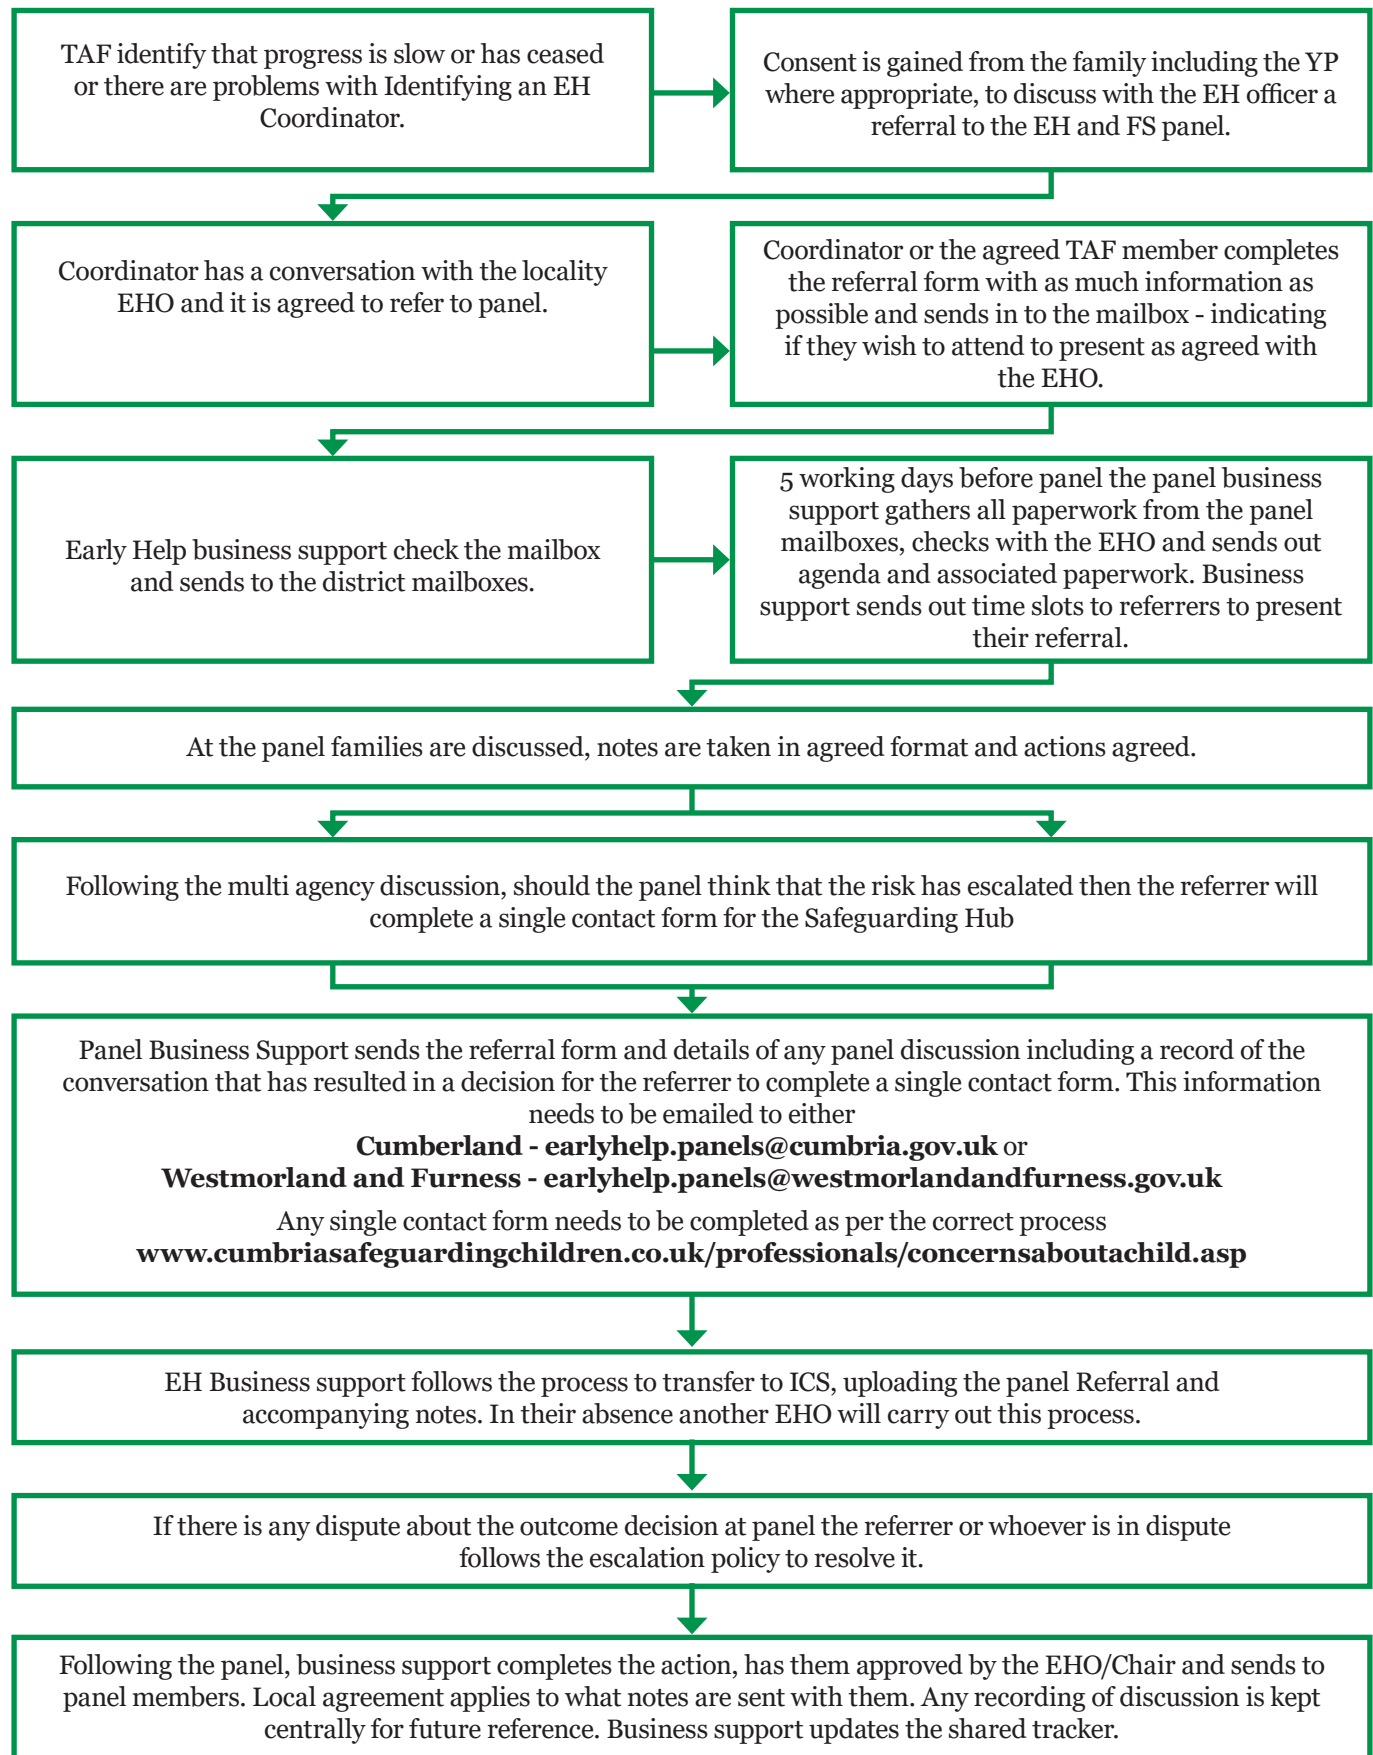 TAF identify that progress is slow or has ceased
or there are problems with Identifying an EH
Coordinator.
Consent is gained from the family including the YP
where appropriate, to discuss with the EH officer a
referral to the EH and FS panel.
Coordinator has a conversation with the locality
EHO and it is agreed to refer to panel.
Coordinator or the agreed TAF member completes
the referral form with as much information as
possible and sends in to the mailbox - indicating
if they wish to attend to present as agreed with
the EHO.
Early Help business support check the mailbox
and sends to the district mailboxes.
5 working days before panel the panel business
support gathers all paperwork from the panel
mailboxes, checks with the EHO and sends out
agenda and associated paperwork. Business
support sends out time slots to referrers to present
their referral.
At the panel families are discussed, notes are taken in agreed format and actions agreed.
Following the multi agency discussion, should the panel think that the risk has escalated then the referrer will
complete a single contact form for the Safeguarding Hub
Panel Business Support sends the referral form and details of any panel discussion including a record of the
conversation that has resulted in a decision for the referrer to complete a single contact form. This information
needs to be emailed to either
Cumberland - earlyhelp.panels@cumbria.gov.uk or
Westmorland and Furness - earlyhelp.panels@westmorlandandfurness.gov.uk
Any single contact form needs to be completed as per the correct process
www.cumbriasafeguardingchildren.co.uk/professionals/concernsaboutachild.asp
EH Business support follows the process to transfer to ICS, uploading the panel Referral and
accompanying notes. In their absence another EHO will carry out this process.
If there is any dispute about the outcome decision at panel the referrer or whoever is in dispute
follows the escalation policy to resolve it.
Following the panel, business support completes the action, has them approved by the EHO/Chair and sends to
panel members. Local agreement applies to what notes are sent with them. Any recording of discussion is kept
centrally for future reference. Business support updates the shared tracker.